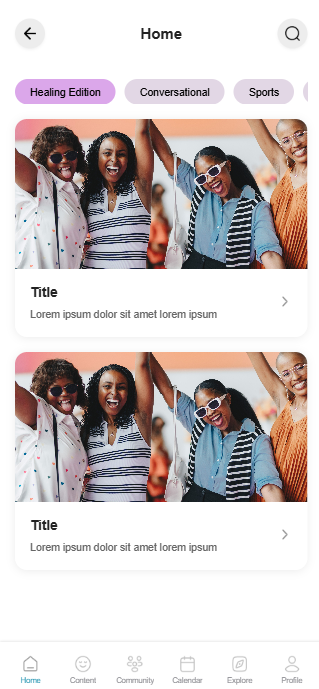 Home
Healing Edition
Conversational
Sports
Title
Lorem ipsum dolor sit amet lorem ipsum
Title
Lorem ipsum dolor sit amet lorem ipsum
Home
Content
Community
Calendar
Explore
Profile